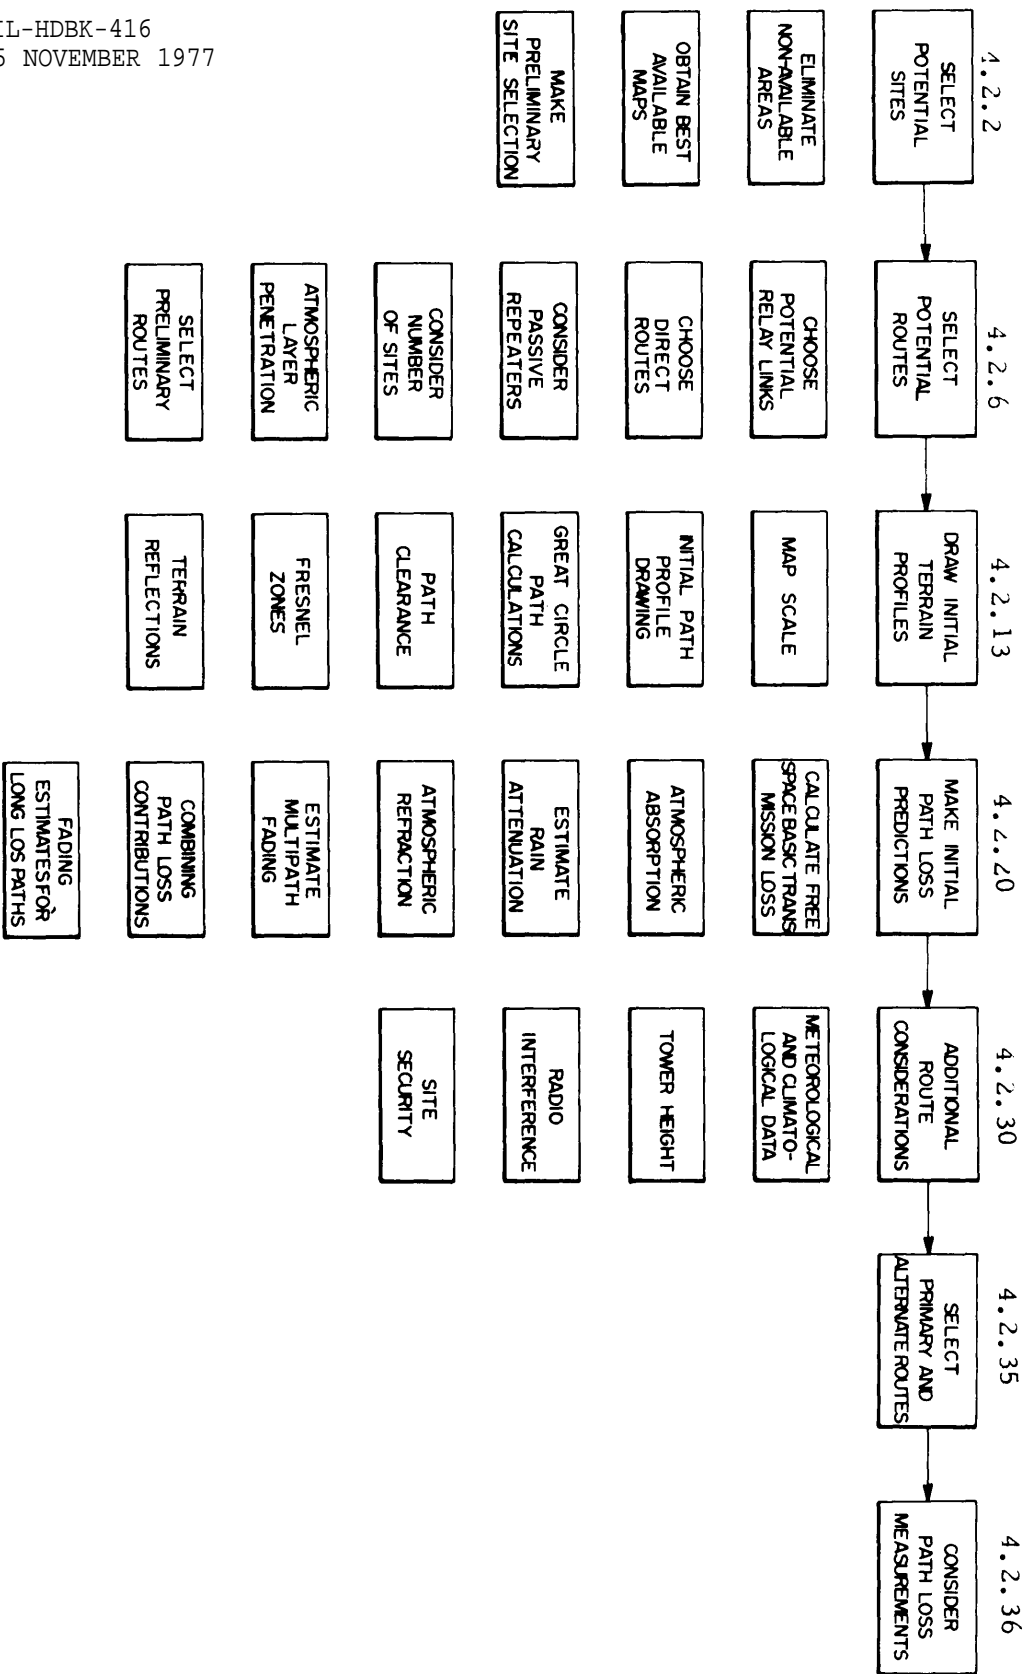 IL-HDBK-416
5 NOVEMBER 1977
4.2.2
SELECT
POTENTIAL
SITES
ELIMINATE
NON-AVAILABLE
AREAS
OBTAIN BEST
AVAILABLE
MAPS
MAKE
PRELIMINARY
SITE SELECTION
4.2.6
SELECT
POTENTIAL
ROUTES
CHOOSE
POTENTIAL
RELAY LINKS
CHOOSE
DIRECT
ROUTES
CONSIDER
PASSIVE
REPEATERS
CONSIDER
NUMBER
OF SITES
ATMOSPHERIC
LAYER
PENETRATION
SELECT
PRELIMINARY
ROUTES
4.2.13
DRAW INITIAL
TERRAIN
PROFILES
MAP SCALE
INITIAL PATH
PROFILE
DRAWING
GREAT CIRCLE
PATH
CALCULATIONS
PATH
CLEARANCE
FRESNEL
ZONES
TERRAIN
REFLECTIONS
4.2.20
MAKE INITIAL
PATH LOSS
PREDICTIONS
CALCULATE FREE
SPACE BASIC TRANS
MISSION LOSS
ATMOSPHERIC
ABSORPTION
ESTIMATE
RAIN
ATTENUATION
ATMOSPHERIC
REFRACTION
ESTIMATE
MULTIPATH
FADING
COMBINING
PATH LOSS
CONTRIBUTIONS
FADING
ESTIMATES FOR
LONG LOS PATHS
4.2.30
ADDITIONAL
ROUTE
CONSIDERATIONS
METEOROLOGICAL
AND CLIMATO-
LOGICAL DATA
TOWER HEIGHT
RADIO
INTERFERENCE
SITE
SECURITY
4.2.35
SELECT
PRIMARY AND
ALTERNATE ROUTES
4.2.36
CONSIDER
PATH LOSS
MEASUREMENTS